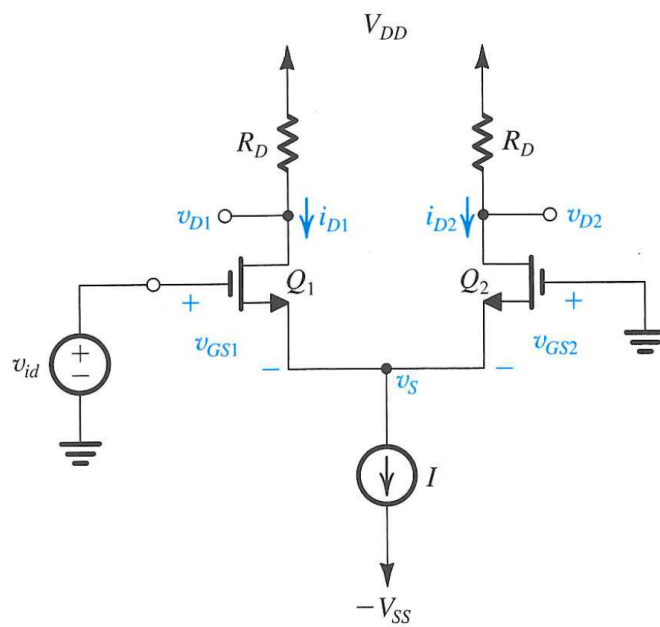 V_DD
R_D R_D
v_D1 i_D1 i_D2 v_D2
Q_1 Q_2
+ +
v_GS1 v_GS2
+
−
v_id
− −
v_S
I
−V_SS